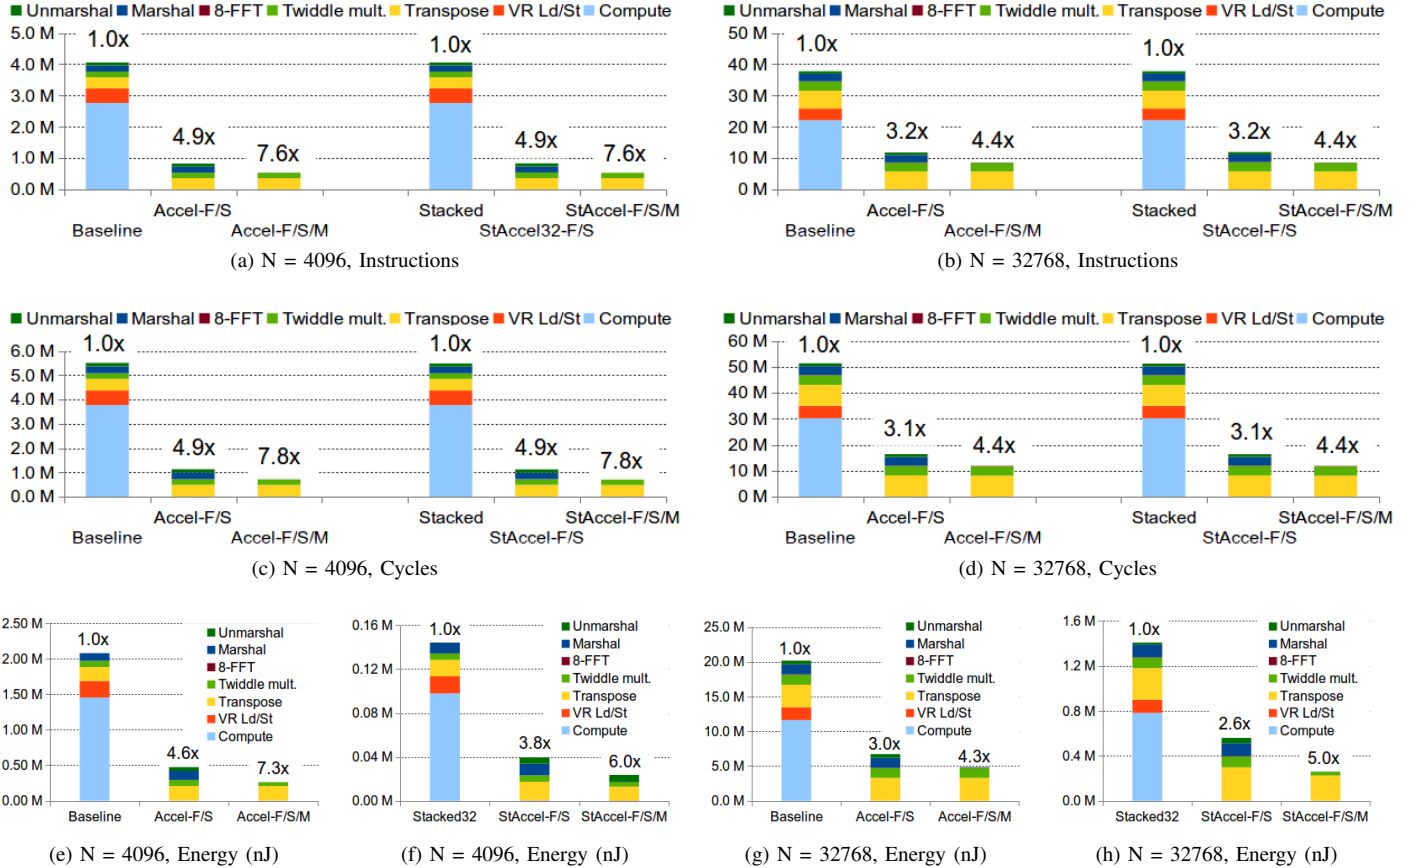 Unmarshal Marshal 8-FFT Twiddle mult. Transpose VR Ld/St Compute
5.0 M
4.0 M
3.0 M
2.0 M
1.0 M
0.0 M
1.0x
4.9x
7.6x
1.0x
4.9x
7.6x
Accel-F/S Stacked StAccel-F/S/M
Baseline Accel-F/S/M StAccel32-F/S
(a) N = 4096, Instructions
Unmarshal Marshal 8-FFT Twiddle mult. Transpose VR Ld/St Compute
50 M
40 M
30 M
20 M
10 M
0 M
1.0x
3.2x
4.4x
1.0x
3.2x
4.4x
Accel-F/S Stacked StAccel-F/S/M
Baseline Accel-F/S/M StAccel-F/S
(b) N = 32768, Instructions
Unmarshal Marshal 8-FFT Twiddle mult. Transpose VR Ld/St Compute
6.0 M
5.0 M
4.0 M
3.0 M
2.0 M
1.0 M
0.0 M
1.0x
4.9x
7.8x
1.0x
4.9x
7.8x
Accel-F/S Stacked StAccel-F/S/M
Baseline Accel-F/S/M StAccel-F/S
(c) N = 4096, Cycles
Unmarshal Marshal 8-FFT Twiddle mult. Transpose VR Ld/St Compute
60 M
50 M
40 M
30 M
20 M
10 M
0 M
1.0x
3.1x
4.4x
1.0x
3.1x
4.4x
Accel-F/S Stacked StAccel-F/S/M
Baseline Accel-F/S/M StAccel-F/S
(d) N = 32768, Cycles
2.50 M
2.00 M
1.50 M
1.00 M
0.50 M
0.00 M
1.0x
4.6x
7.3x
Unmarshal
Marshal
8-FFT
Twiddle mult.
Transpose
VR Ld/St
Compute
Baseline Accel-F/S Accel-F/S/M
(e) N = 4096, Energy (nJ)
0.16 M
0.12 M
0.08 M
0.04 M
0.00 M
1.0x
3.8x
6.0x
Unmarshal
Marshal
8-FFT
Twiddle mult.
Transpose
VR Ld/St
Compute
Stacked32 StAccel-F/S StAccel-F/S/M
(f) N = 4096, Energy (nJ)
25.0 M
20.0 M
15.0 M
10.0 M
5.0 M
0.0 M
1.0x
3.0x
4.3x
Unmarshal
Marshal
8-FFT
Twiddle mult.
Transpose
VR Ld/St
Compute
Baseline Accel-F/S Accel-F/S/M
(g) N = 32768, Energy (nJ)
1.6 M
1.2 M
0.8 M
0.4 M
0.0 M
1.0x
2.6x
5.0x
Unmarshal
Marshal
8-FFT
Twiddle mult.
Transpose
VR Ld/St
Compute
Stacked32 StAccel-F/S StAccel-F/S/M
(h) N = 32768, Energy (nJ)